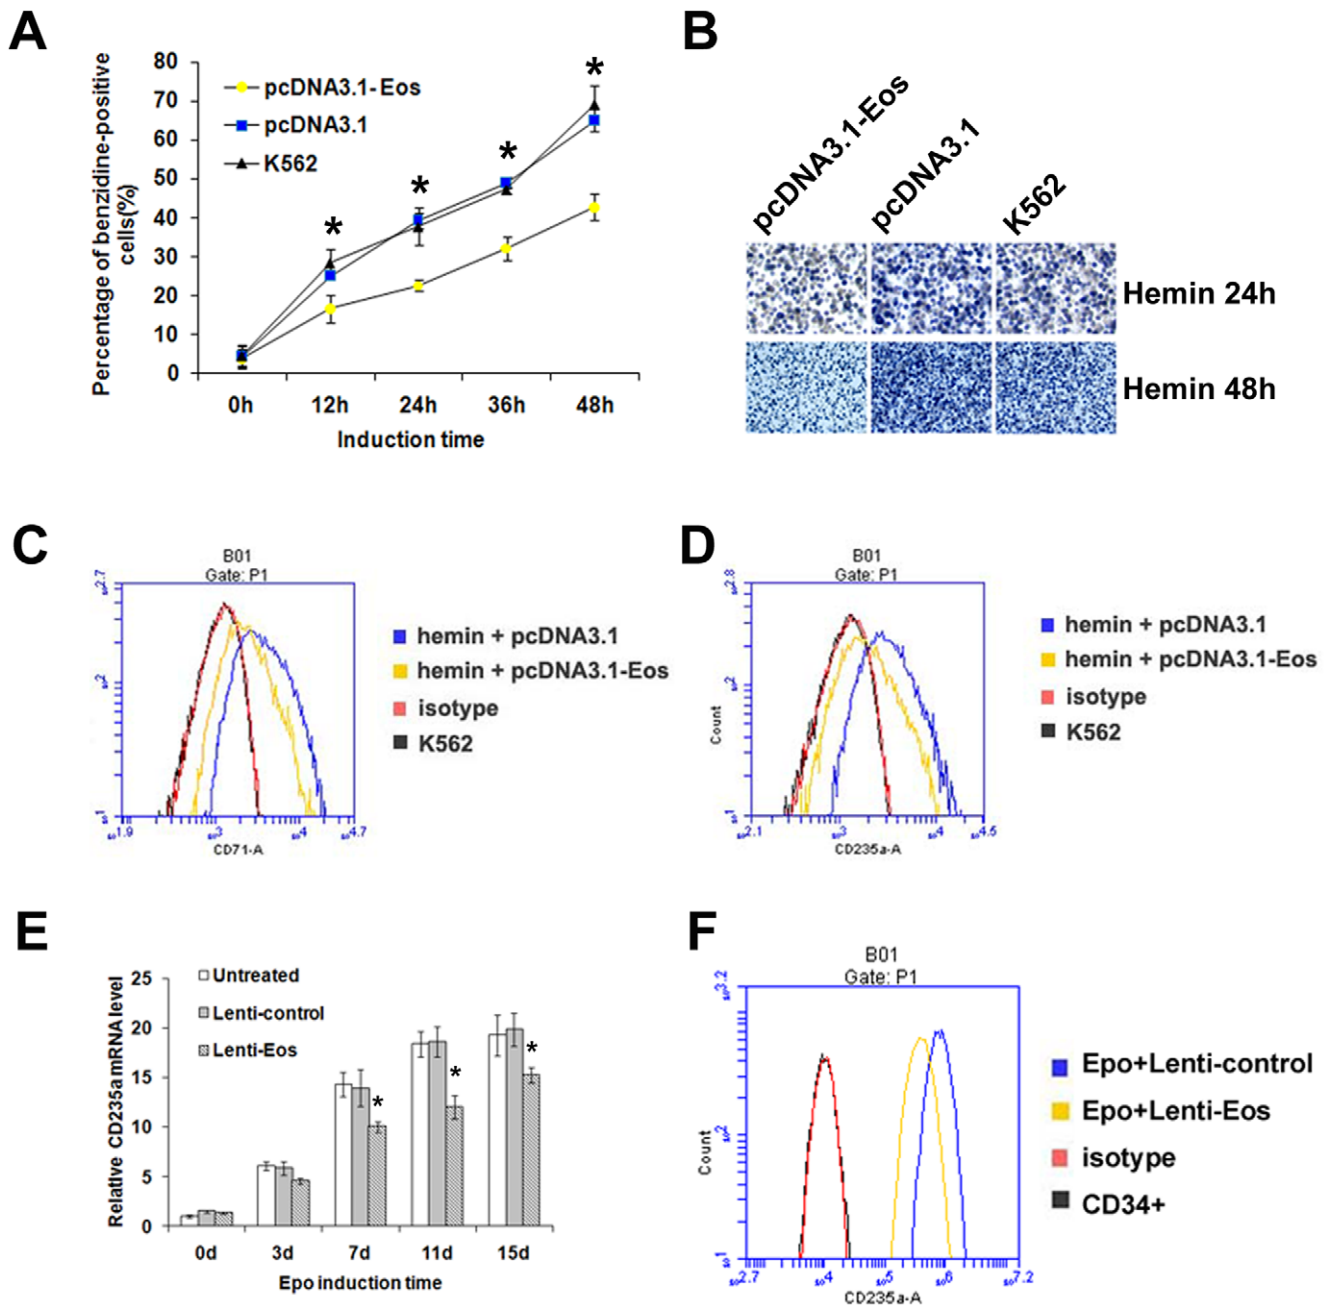 A
Percentage of benzidine-positive
cells(%)
80
70
60
50
40
30
20
10
0
pcDNA3.1-Eos
pcDNA3.1
K562
*
*
*
*
0h 12h 24h 36h 48h
Induction time
B
pcDNA3.1-Eos
pcDNA3.1
K562
Hemin 24h
Hemin 48h
C
B01
Gate: P1
CD71-A
hemin + pcDNA3.1
hemin + pcDNA3.1-Eos
isotype
K562
D
B01
Gate: P1
Count
CD235a-A
hemin + pcDNA3.1
hemin + pcDNA3.1-Eos
isotype
K562
E
Relative CD235amRNA level
25
20
15
10
5
0
Untreated
Lenti-control
Lenti-Eos
*
*
*
0d 3d 7d 11d 15d
Epo induction time
F
B01
Gate: P1
Count
CD235a-A
Epo+Lenti-control
Epo+Lenti-Eos
isotype
CD34+